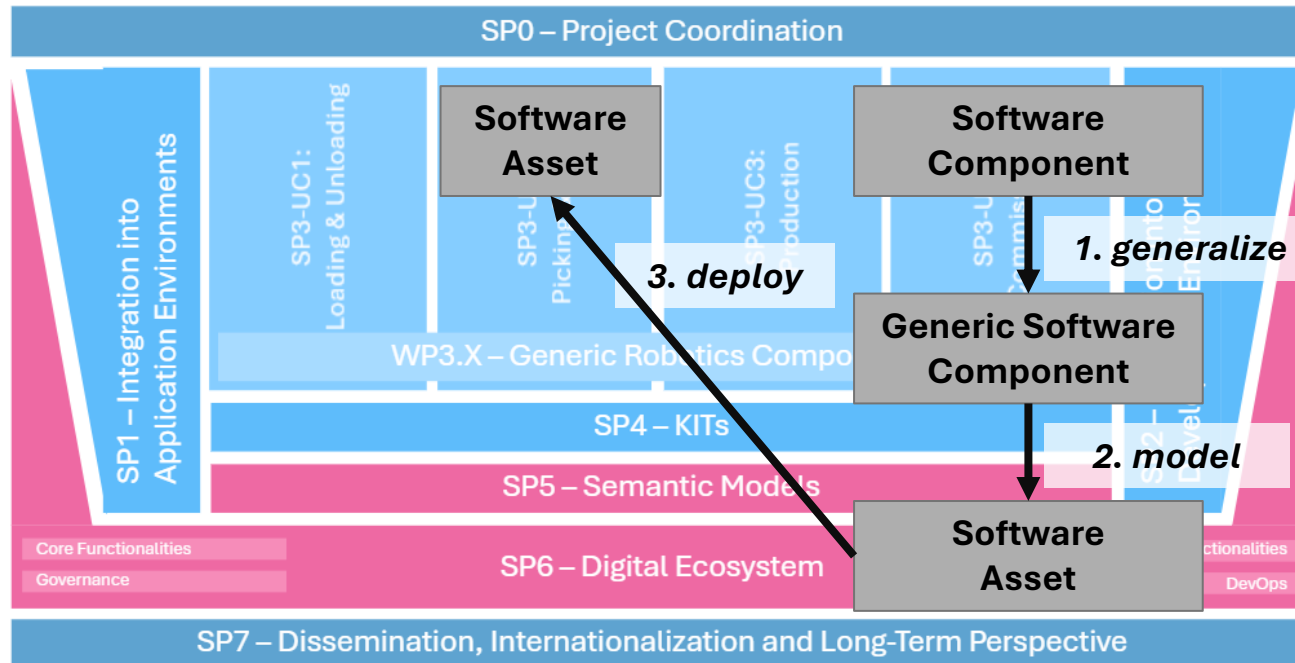 SP0 – Project Coordination
SP1 – Integration into
Application Environments
SP3-UC1:
Loading & Unloading
Software
Asset
Picking
SP3-UC3:
Production
Software
Component
1. generalize
3. deploy
Generic Software
Component
WP3.X – Generic Robotics
SP4 – KITs
2. model
SP5 – Semantic Models
Software
Asset
Core Functionalities
Governance
SP6 – Digital Ecosystem
DevOps
SP7 – Dissemination, Internationalization and Long-Term Perspective